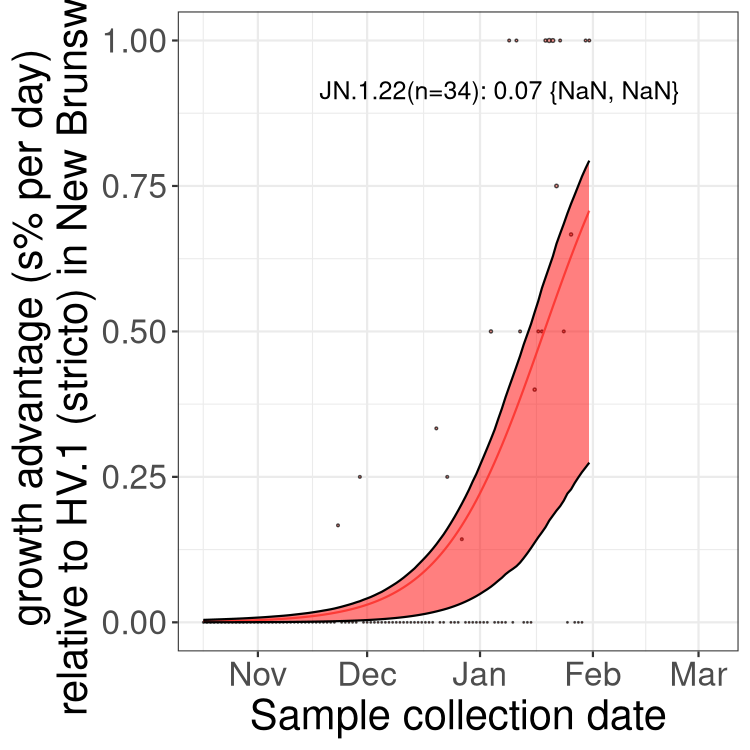 growth advantage (s% per day)
relative to HV.1 (stricto) in New Brunsw
1.00
0.75
0.50
0.25
0.00
JN.1.22(n=34): 0.07 {NaN, NaN}
Nov Dec Jan Feb Mar
Sample collection date